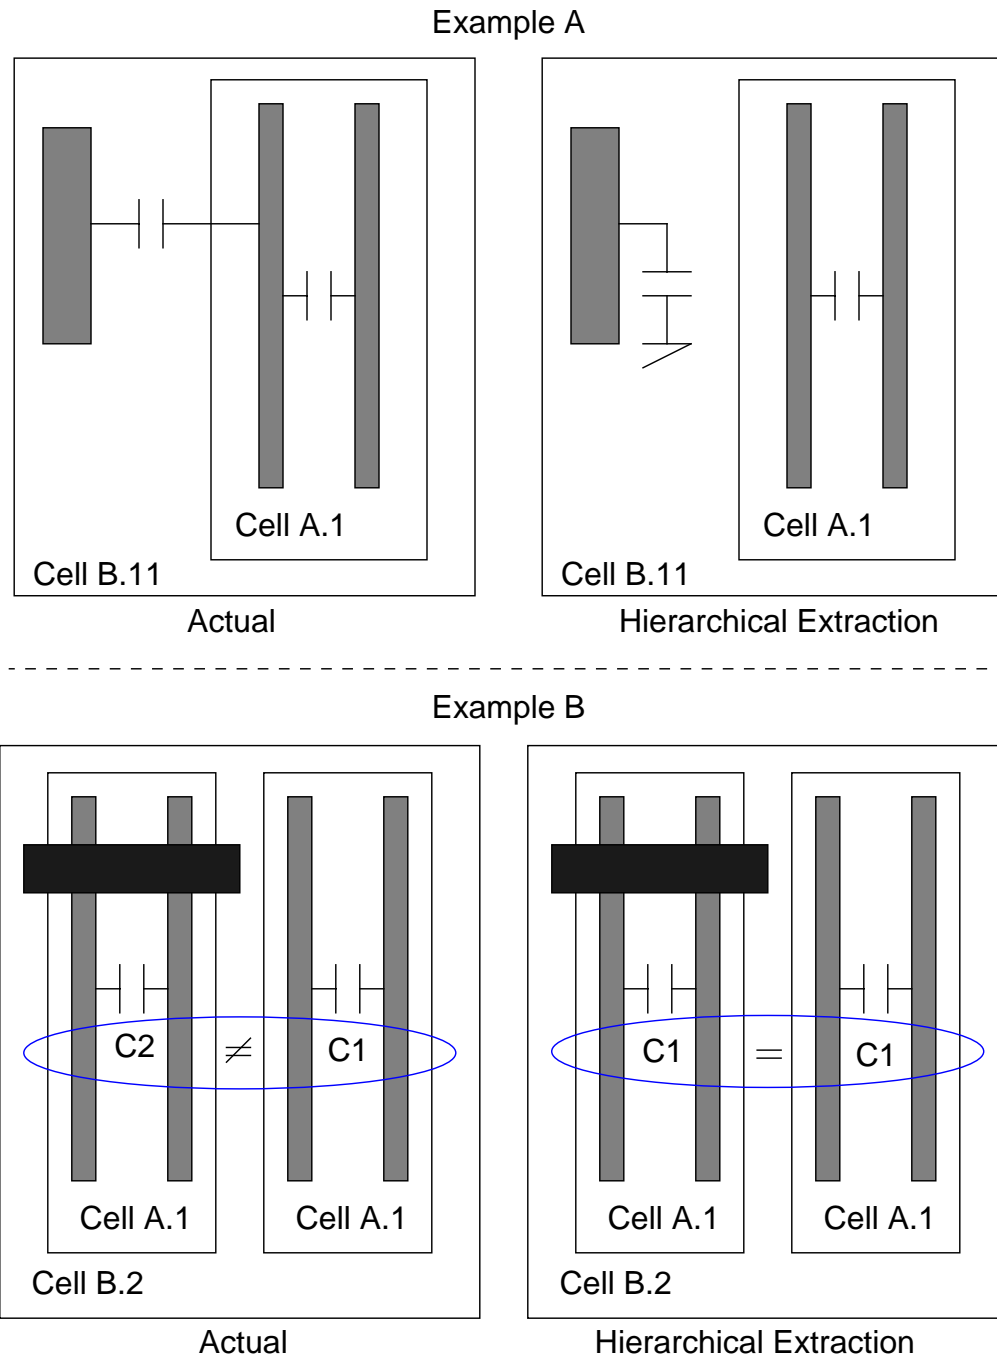 Example A
Cell A.1
Cell B.11
Actual
Cell A.1
Cell B.11
Hierarchical Extraction
Example B
C2 ≠ C1
Cell A.1 Cell A.1
Cell B.2
Actual
C1 = C1
Cell A.1 Cell A.1
Cell B.2
Hierarchical Extraction